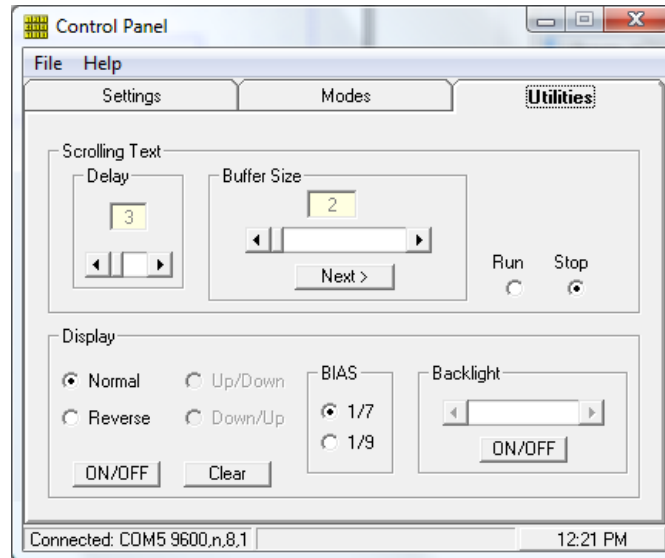 Control Panel
File Help
Settings Modes Utilities
Scrolling Text
Delay Buffer Size
3 2
Next >
Run Stop
Display
Normal Up/Down BIAS Backlight
Reverse Down/Up 1/7
1/9
ON/OFF Clear ON/OFF
Connected: COM5 9600,n,8,1 12:21 PM